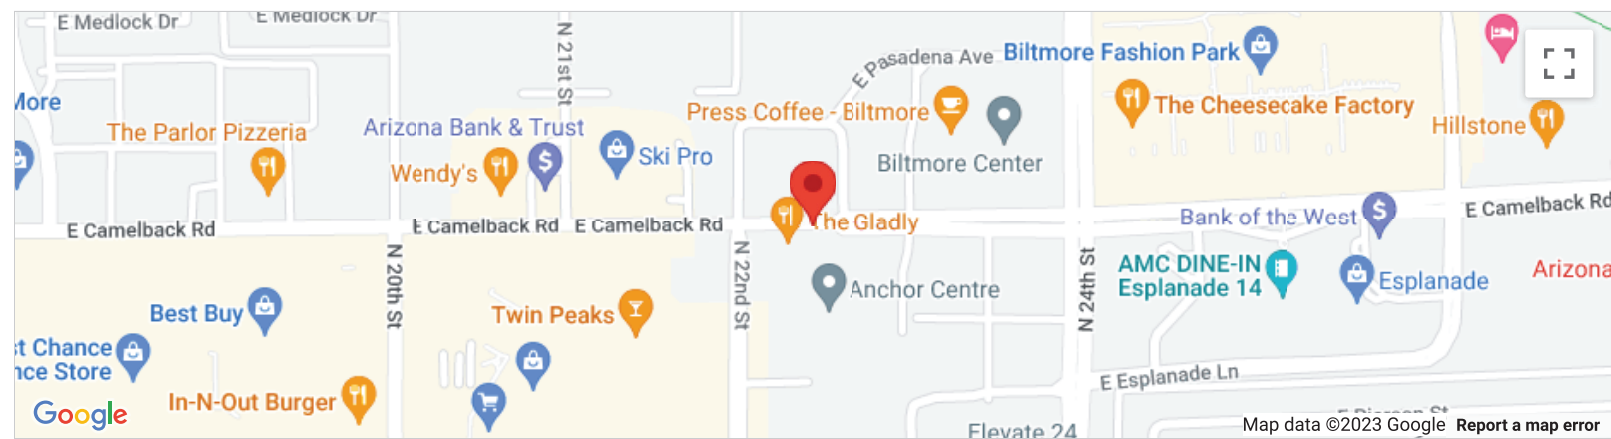 E Medlock Dr
E Medlock Dr
N 21st St
E Pasadena Ave
Biltmore Fashion Park
More
The Cheesecake Factory
Press Coffee - Biltmore
Hillstone
The Parlor Pizzeria
Arizona Bank & Trust
Ski Pro
Biltmore Center
Wendy's
$
E Camelback Rd
E Camelback Rd
E Camelback Rd
The Gladly
Bank of the West
$
E Camelback Rd
N 20th St
N 22nd St
N 24th St
AMC DINE-IN
Esplanade 14
Esplanade
Arizona
Anchor Centre
Best Buy
Twin Peaks
st Chance
nce Store
In-N-Out Burger
E Esplanade Ln
Google
Elevate 24
Map data ©2023 Google
Report a map error